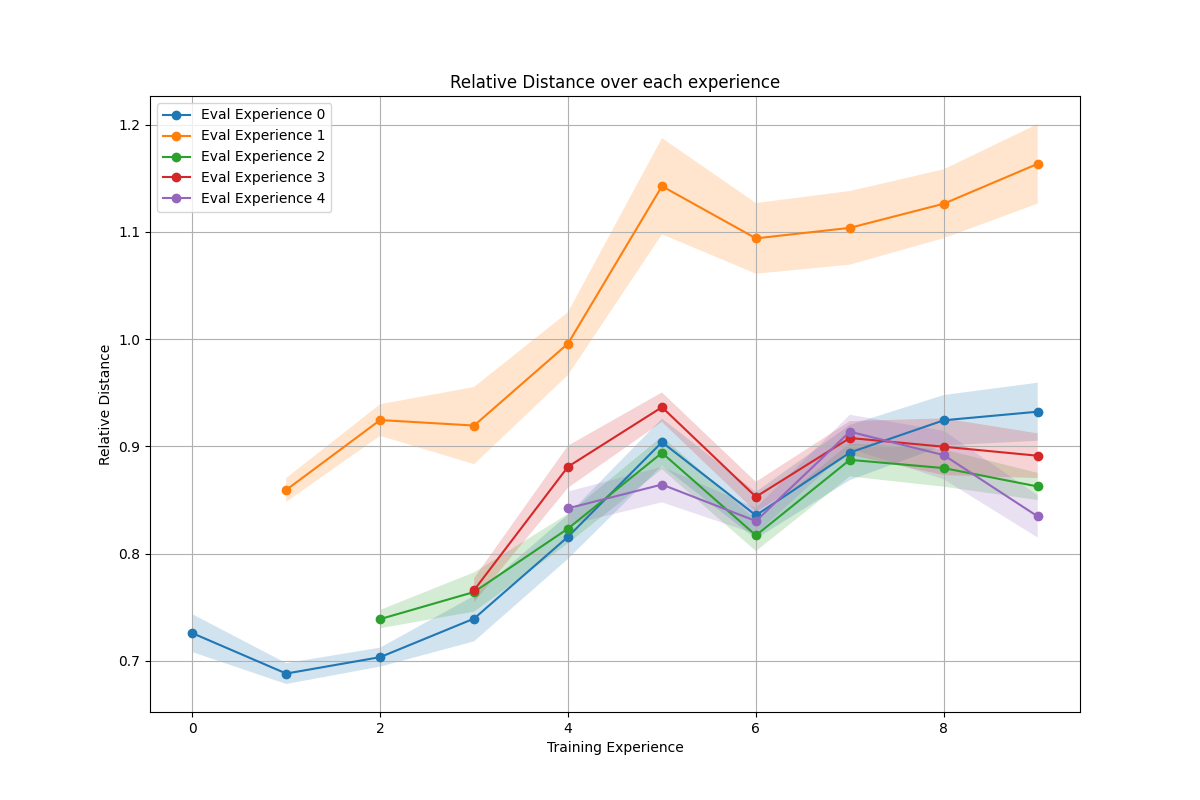 Relative Distance over each experience
Eval Experience 0
Eval Experience 1
Eval Experience 2
Eval Experience 3
Eval Experience 4
1.2
1.1
1.0
0.9
0.8
0.7
Relative Distance
0 2 4 6 8
Training Experience